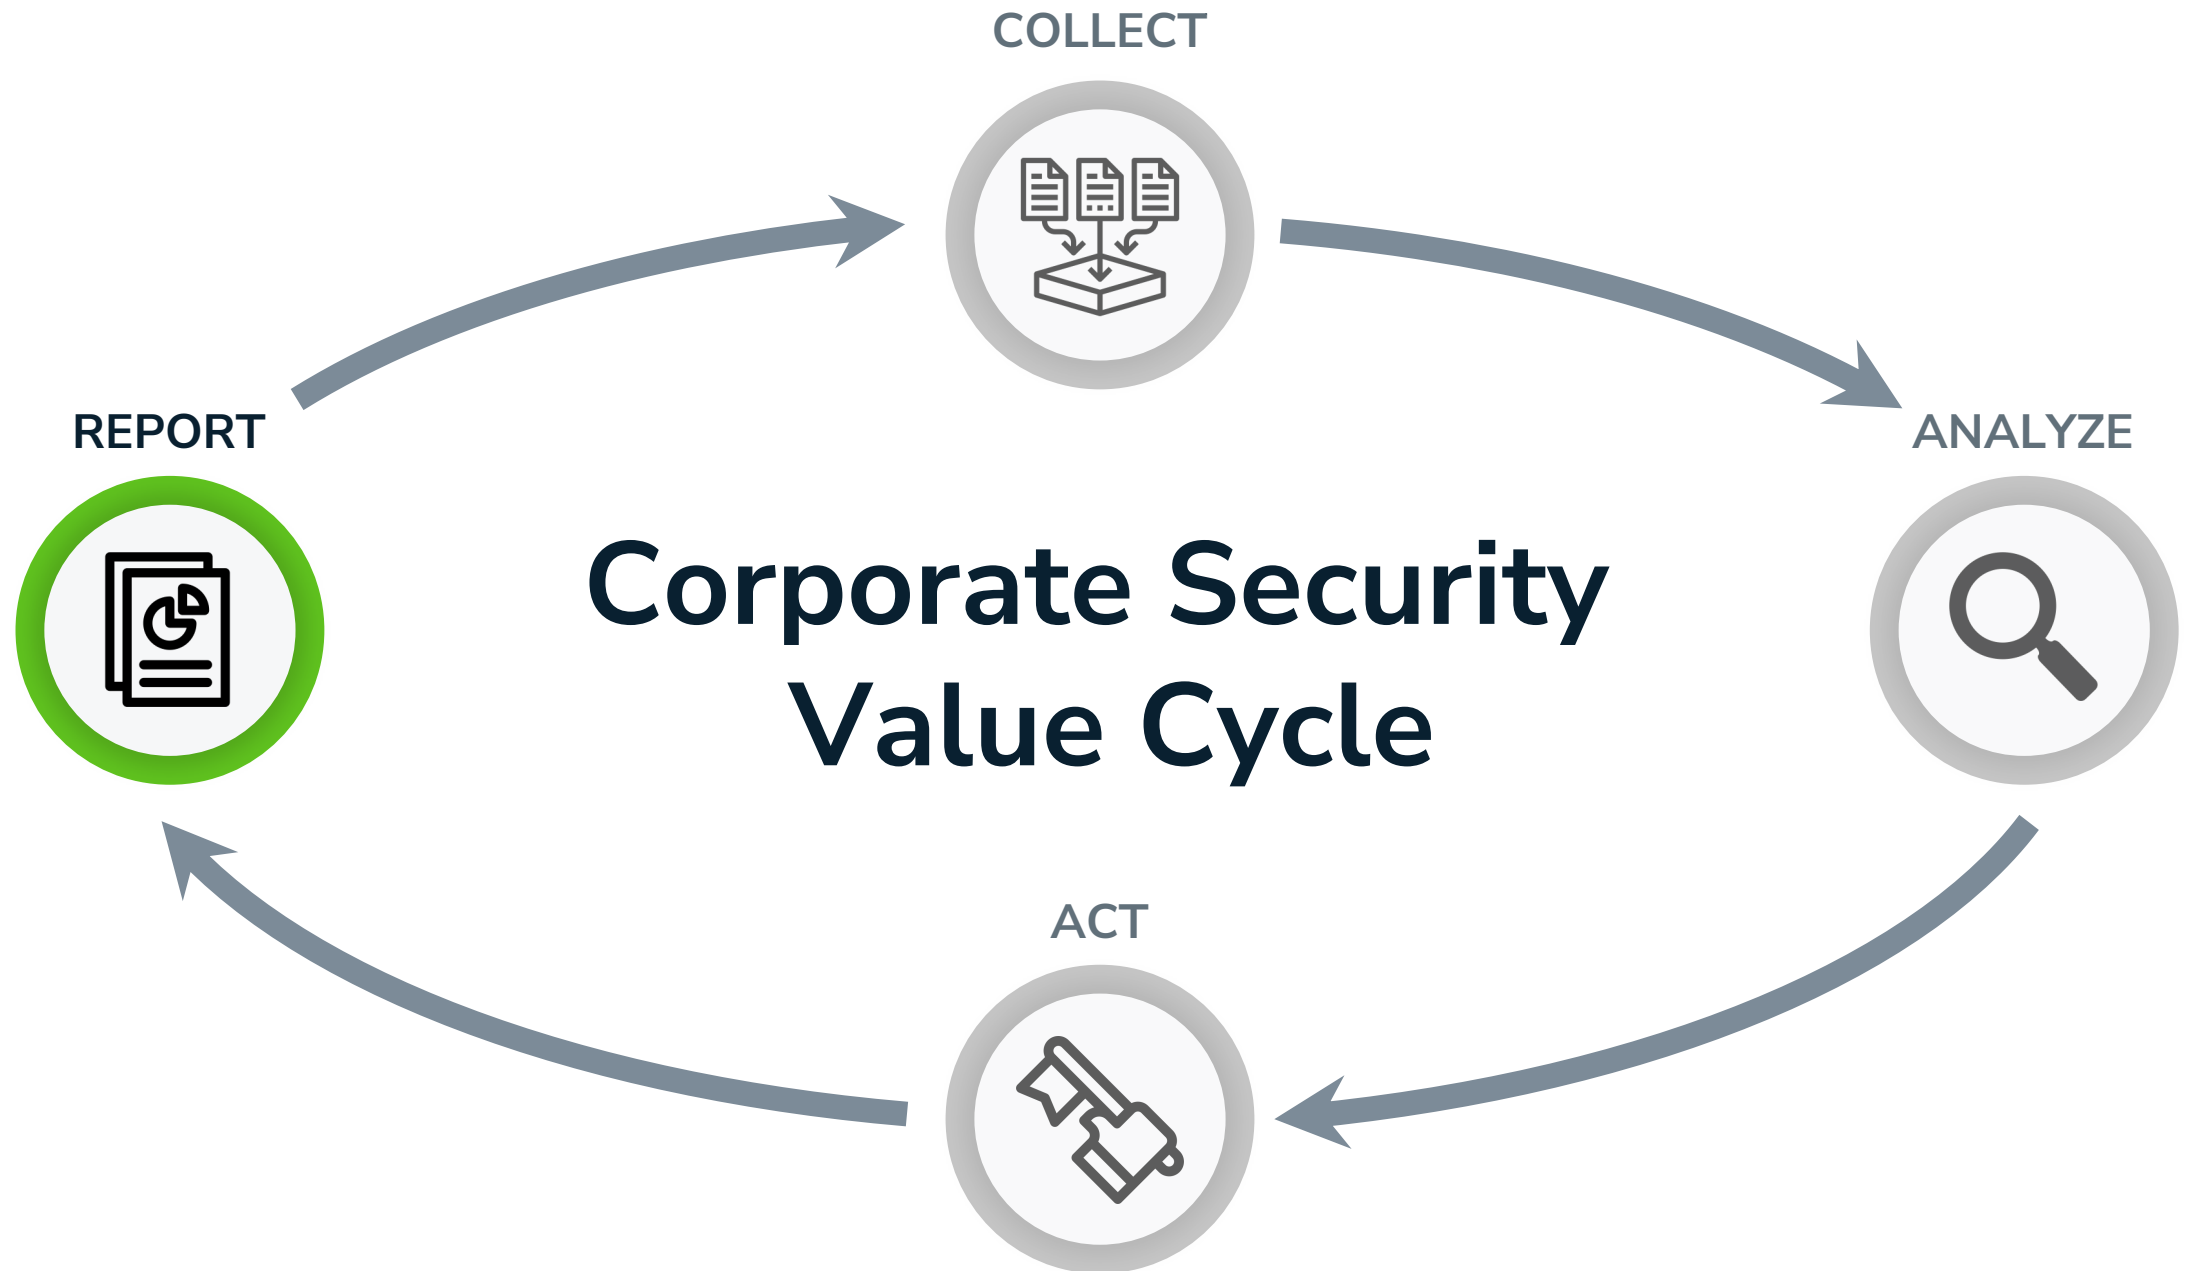 COLLECT
REPORT
ANALYZE
Corporate Security
Value Cycle
ACT